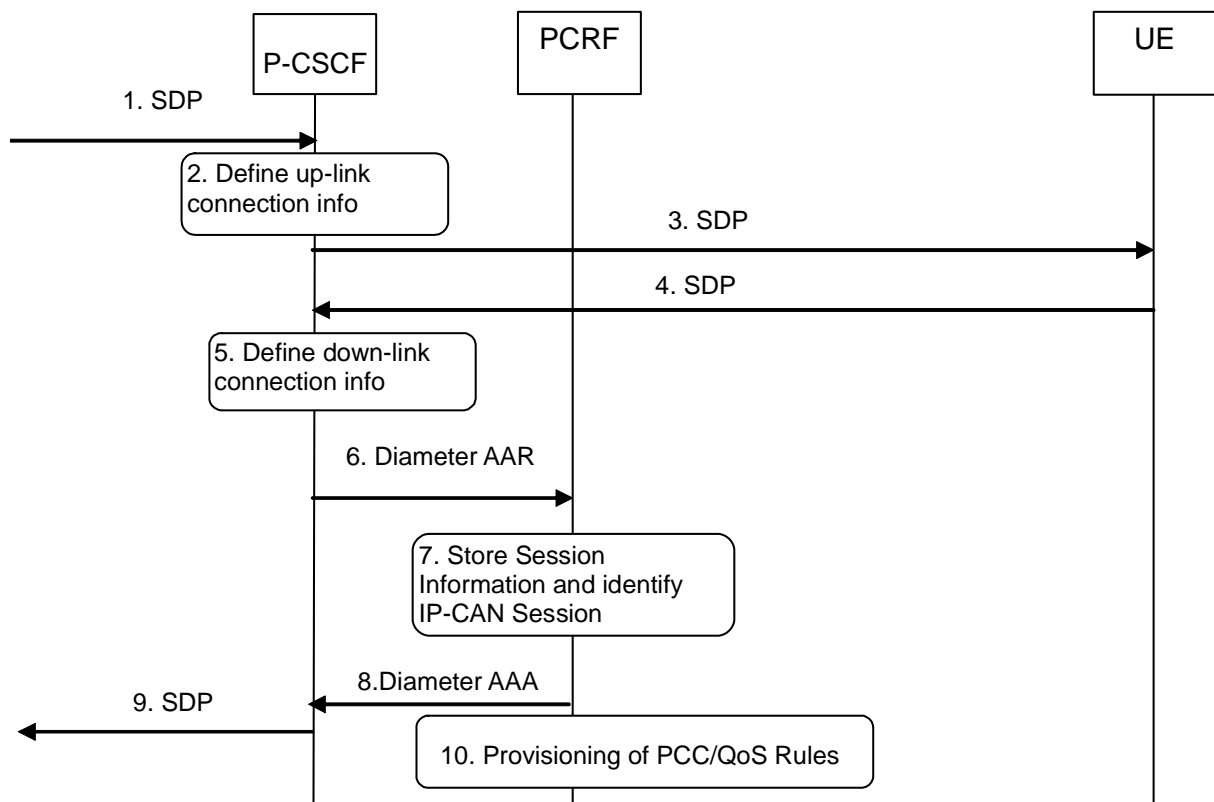 P-CSCF
PCRF
UE
1. SDP
2. Define up-link
connection info
3. SDP
4. SDP
5. Define down-link
connection info
6. Diameter AAR
7. Store Session
Information and identify
IP-CAN Session
8.Diameter AAA
9. SDP
10. Provisioning of PCC/QoS Rules